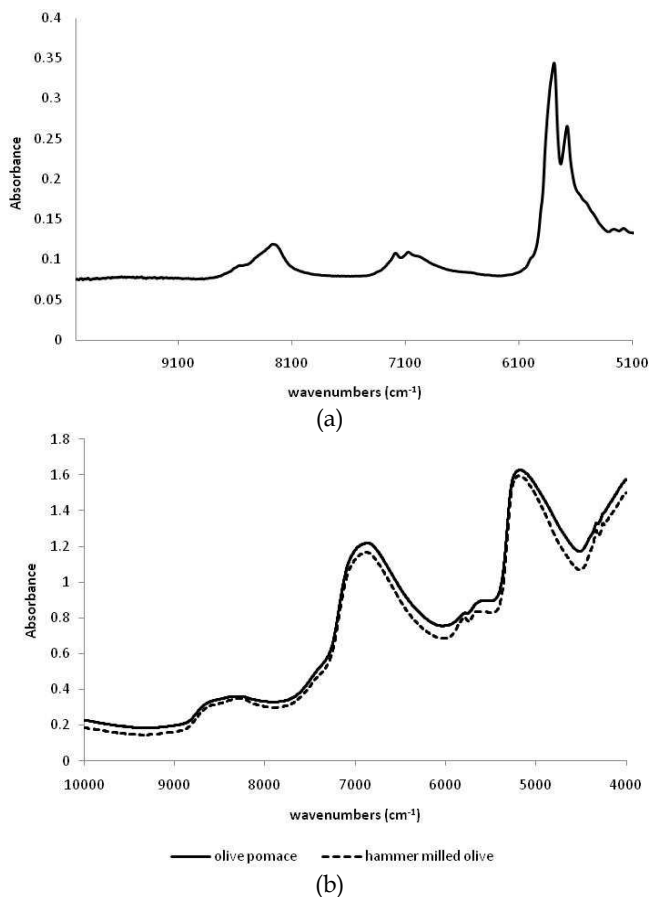 0.4
0.35
0.3
0.25
0.2
0.15
0.1
0.05
0
Absorbance
9100 8100 7100 6100 5100
wavenumbers (cm⁻¹)
(a)
1.8
1.6
1.4
1.2
1
0.8
0.6
0.4
0.2
0
Absorbance
10000 9000 8000 7000 6000 5000 4000
wavenumbers (cm⁻¹)
olive pomace hammer milled olive
(b)